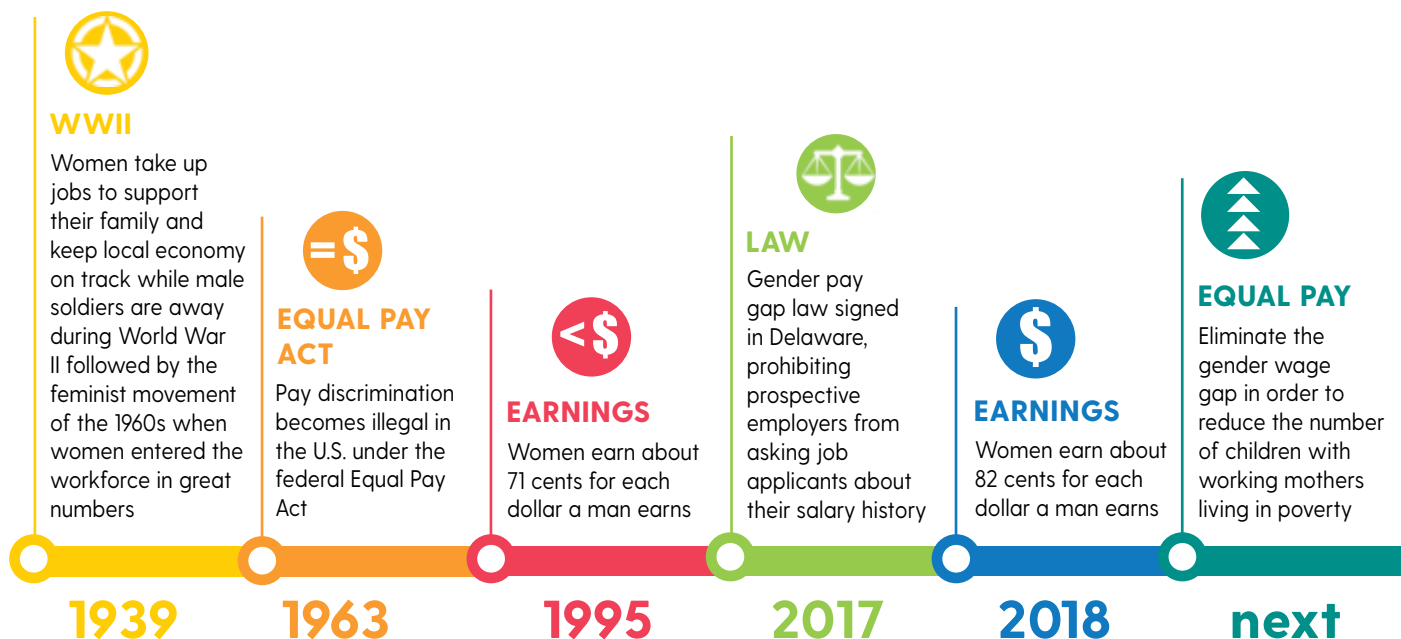 WWII
Women take up
jobs to support
their family and
keep local economy
on track while male
soldiers are away
during World War
II followed by the
feminist movement
of the 1960s when
women entered the
workforce in great
numbers
1939
=$
EQUAL PAY
ACT
Pay discrimination
becomes illegal in
the U.S. under the
federal Equal Pay
Act
1963
<$
EARNINGS
Women earn about
71 cents for each
dollar a man earns
1995
LAW
Gender pay
gap law signed
in Delaware,
prohibiting
prospective
employers from
asking job
applicants about
their salary history
2017
$
EARNINGS
Women earn about
82 cents for each
dollar a man earns
2018
EQUAL PAY
Eliminate the
gender wage
gap in order to
reduce the number
of children with
working mothers
living in poverty
next